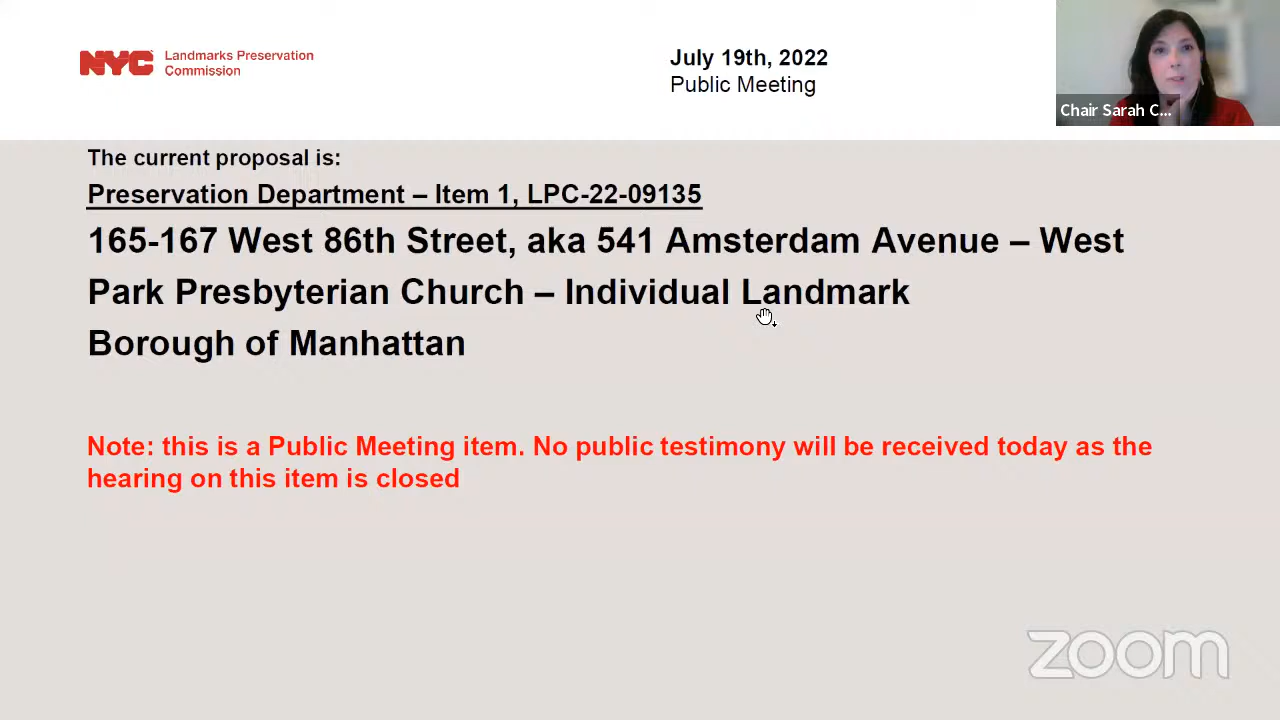 NYC Landmarks Preservation
Commission
July 19th, 2022
Public Meeting
Chair Sarah C...
The current proposal is:
Preservation Department – Item 1, LPC-22-09135
165-167 West 86th Street, aka 541 Amsterdam Avenue – West
Park Presbyterian Church – Individual Landmark
Borough of Manhattan
Note: this is a Public Meeting item. No public testimony will be received today as the
hearing on this item is closed
zoom